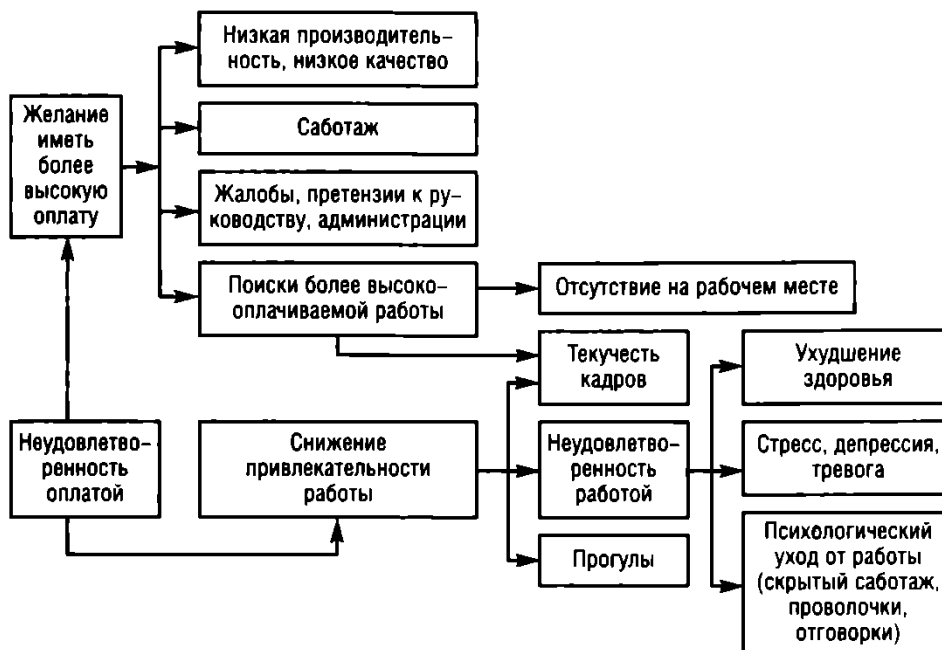 Низкая производитель–
ность, низкое качество
Желание
иметь
более
высокую
оплату
Саботаж
Жалобы, претензии к ру–
ководству, администрации
Поиски более высоко–
оплачиваемой работы
Отсутствие на рабочем месте
Текучесть
кадров
Ухудшение
здоровья
Неудовлетво–
ренность
оплатой
Снижение
привлекательности
работы
Неудовлетво–
ренность
работой
Стресс, депрессия,
тревога
Прогулы
Психологический
уход от работы
(скрытый саботаж,
проволочки,
отговорки)